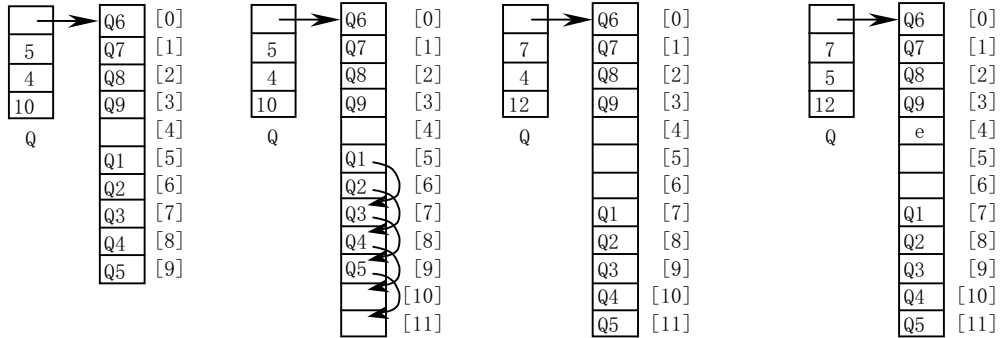 Q6 [0] Q6 [0] Q6 [0] Q6 [0]
5 Q7 [1] 5 Q7 [1] 7 Q7 [1] 7 Q7 [1]
4 Q8 [2] 4 Q8 [2] 4 Q8 [2] 5 Q8 [2]
10 Q9 [3] 10 Q9 [3] 12 Q9 [3] 12 Q9 [3]
Q [4] Q [4] Q [4] Q e [4]
Q1 [5] Q1 [5] [5] [5]
Q2 [6] Q2 [6] [6] [6]
Q3 [7] Q3 [7] Q1 [7] Q1 [7]
Q4 [8] Q4 [8] Q2 [8] Q2 [8]
Q5 [9] Q5 [9] Q3 [9] Q3 [9]
[10] Q4 [10] Q4 [10]
[11] Q5 [11] Q5 [11]